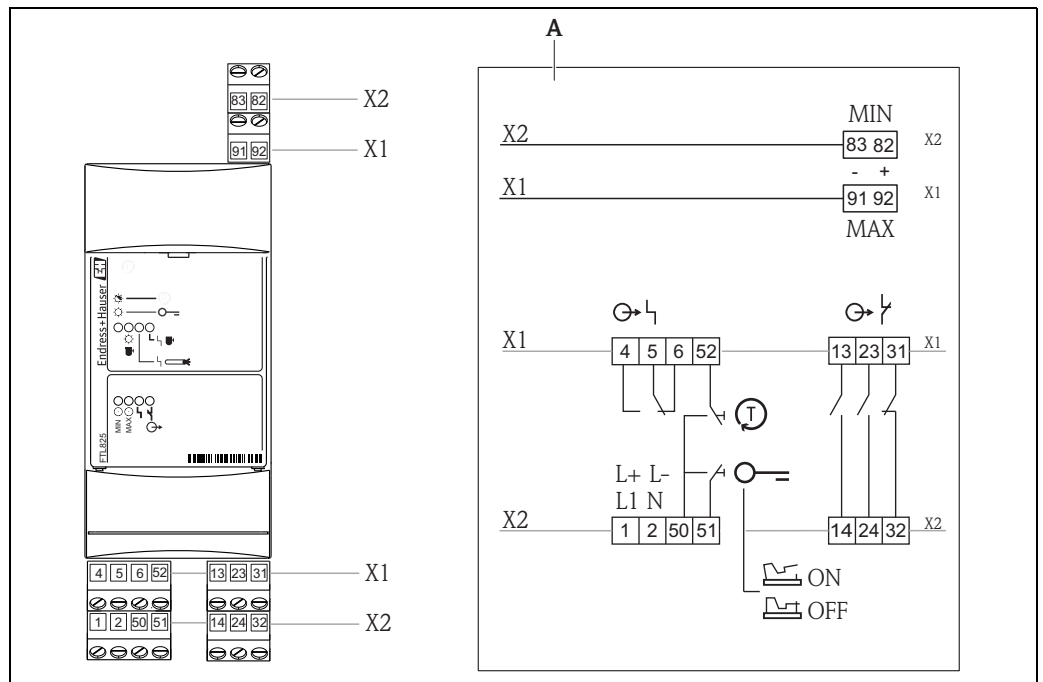 A
83 82
X2
91 92
X1
Endress+Hauser
FTL825
MIN
MAX
4 5 6 52
13 23 31
X1
1 2 50 51
14 24 32
X2
MIN
X2
83 82
X2
- +
X1
91 92
X1
MAX
X1
4 5 6 52
13 23 31
X1
T
L+ L-
L1 N
X2
1 2 50 51
14 24 32
X2
ON
OFF